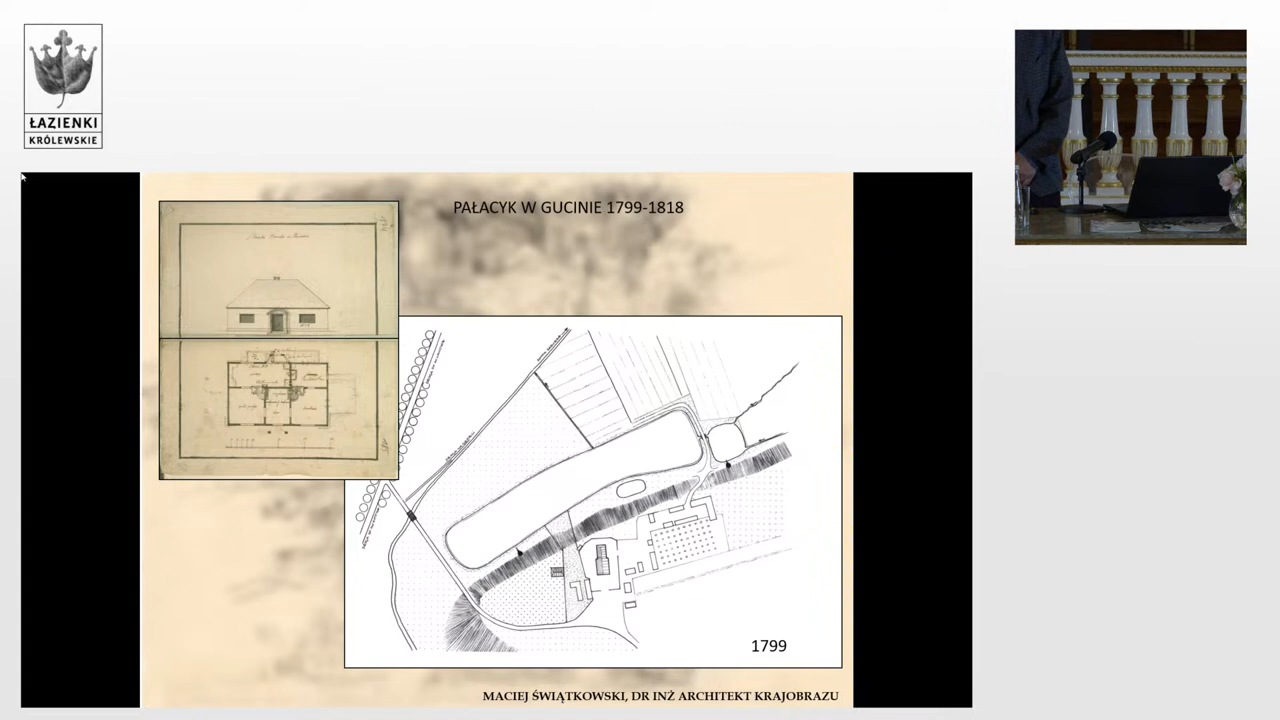 ŁAZIENKI
KRÓLEWSKIE
PAŁACYK W GUCINIE 1799-1818
1799
MACIEJ ŚWIĄTKOWSKI, DR INŻ ARCHITEKT KRAJOBRAZU